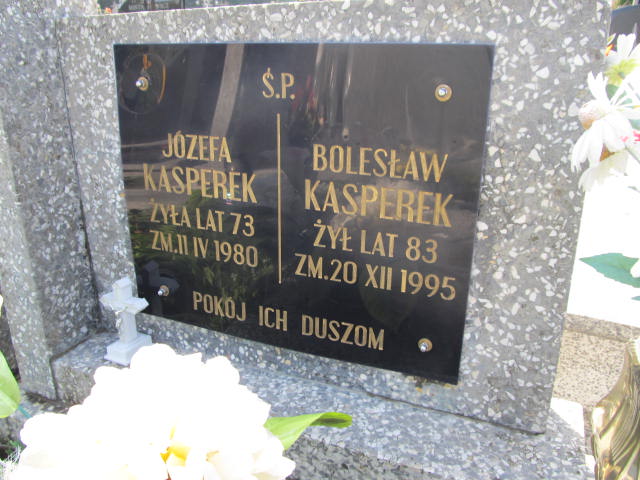 Ś.P.
JÓZEFA
KASPEREK
ŻYŁA LAT 73
ZM.11 IV 1980
BOLESŁAW
KASPEREK
ŻYŁ LAT 83
ZM.20 XII 1995
POKÓJ ICH DUSZOM